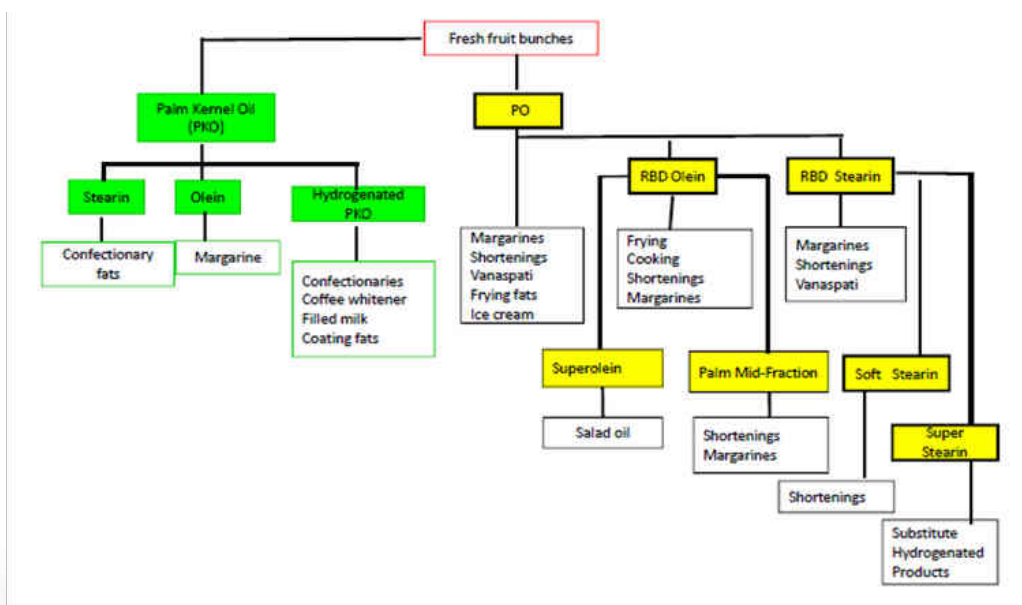 Fresh fruit bunches
Palm Kernel Oil
(PKO)
PO
Stearin
Olein
Hydrogenated
PKO
RBD Olein
RBD Stearin
Confectionary
fats
Margarine
Confectionaries
Coffee whitener
Filled milk
Coating fats
Margarines
Shortenings
Vanaspati
Frying fats
Ice cream
Frying
Cooking
Shortenings
Margarines
Margarines
Shortenings
Vanaspati
Superolein
Palm Mid-Fraction
Soft Stearin
Salad oil
Shortenings
Margarines
Super
Stearin
Shortenings
Substitute
Hydrogenated
Products